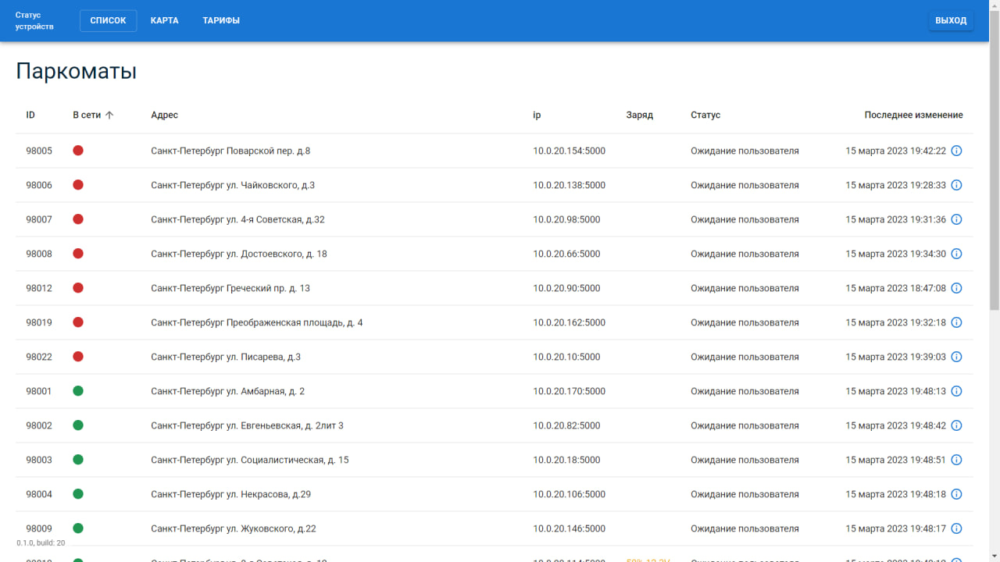 Статус
устройств
СПИСОК КАРТА ТАРИФЫ ВЫХОД
Паркоматы
ID В сети Адрес ip Заряд Статус Последнее изменение
98005 Санкт-Петербург Поварской пер. д.8 10.0.20.154:5000 Ожидание пользователя 15 марта 2023 19:42:22
98006 Санкт-Петербург ул. Чайковского, д.3 10.0.20.138:5000 Ожидание пользователя 15 марта 2023 19:28:33
98007 Санкт-Петербург ул. 4-я Советская, д.32 10.0.20.98:5000 Ожидание пользователя 15 марта 2023 19:31:36
98008 Санкт-Петербург ул. Достоевского, д. 18 10.0.20.66:5000 Ожидание пользователя 15 марта 2023 19:34:30
98012 Санкт-Петербург Греческий пр. д. 13 10.0.20.90:5000 Ожидание пользователя 15 марта 2023 18:47:08
98019 Санкт-Петербург Преображенская площадь, д. 4 10.0.20.162:5000 Ожидание пользователя 15 марта 2023 19:32:18
98022 Санкт-Петербург ул. Писарева, д.3 10.0.20.10:5000 Ожидание пользователя 15 марта 2023 19:39:03
98001 Санкт-Петербург ул. Амбарная, д. 2 10.0.20.170:5000 Ожидание пользователя 15 марта 2023 19:48:13
98002 Санкт-Петербург ул. Евгеньевская, д. 2лит 3 10.0.20.82:5000 Ожидание пользователя 15 марта 2023 19:48:42
98003 Санкт-Петербург ул. Социалистическая, д. 15 10.0.20.18:5000 Ожидание пользователя 15 марта 2023 19:48:51
98004 Санкт-Петербург ул. Некрасова, д.29 10.0.20.106:5000 Ожидание пользователя 15 марта 2023 19:48:18
98009 Санкт-Петербург ул. Жуковского, д.22 10.0.20.146:5000 Ожидание пользователя 15 марта 2023 19:48:17
0.1.0, build: 20